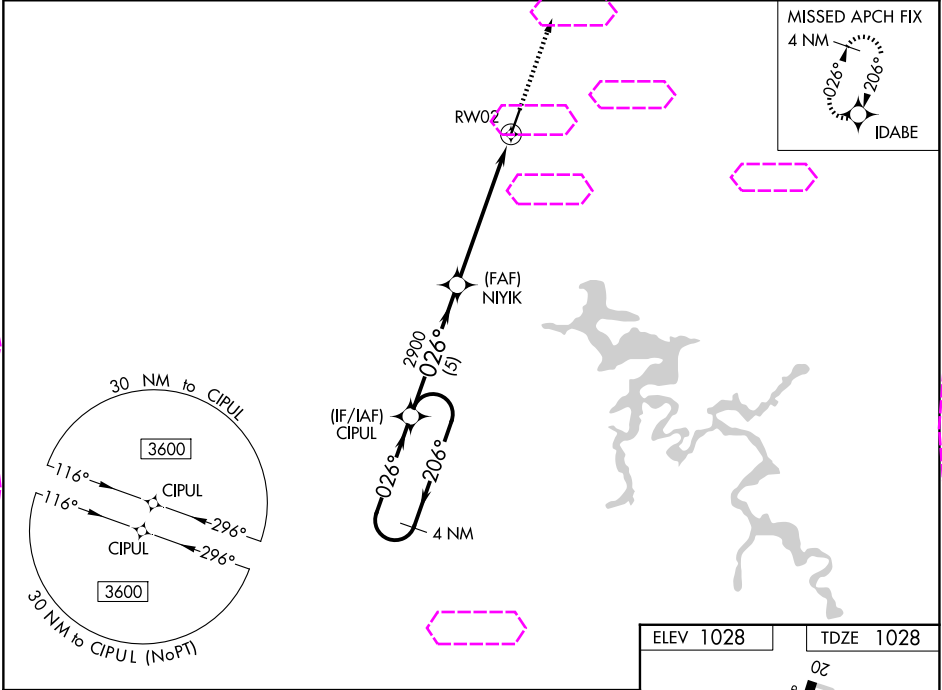 MISSED APCH FIX
4 NM
026°
206°
IDABE
RW02
(FAF)
NIYIK
2900
026°
(5)
(IF/IAF)
CIPUL
026°
206°
4 NM
30 NM to CIPUL
3600
116°
CIPUL
296°
116°
CIPUL
296°
3600
30 NM to CIPUL (NoPT)
ELEV 1028
TDZE 1028
20